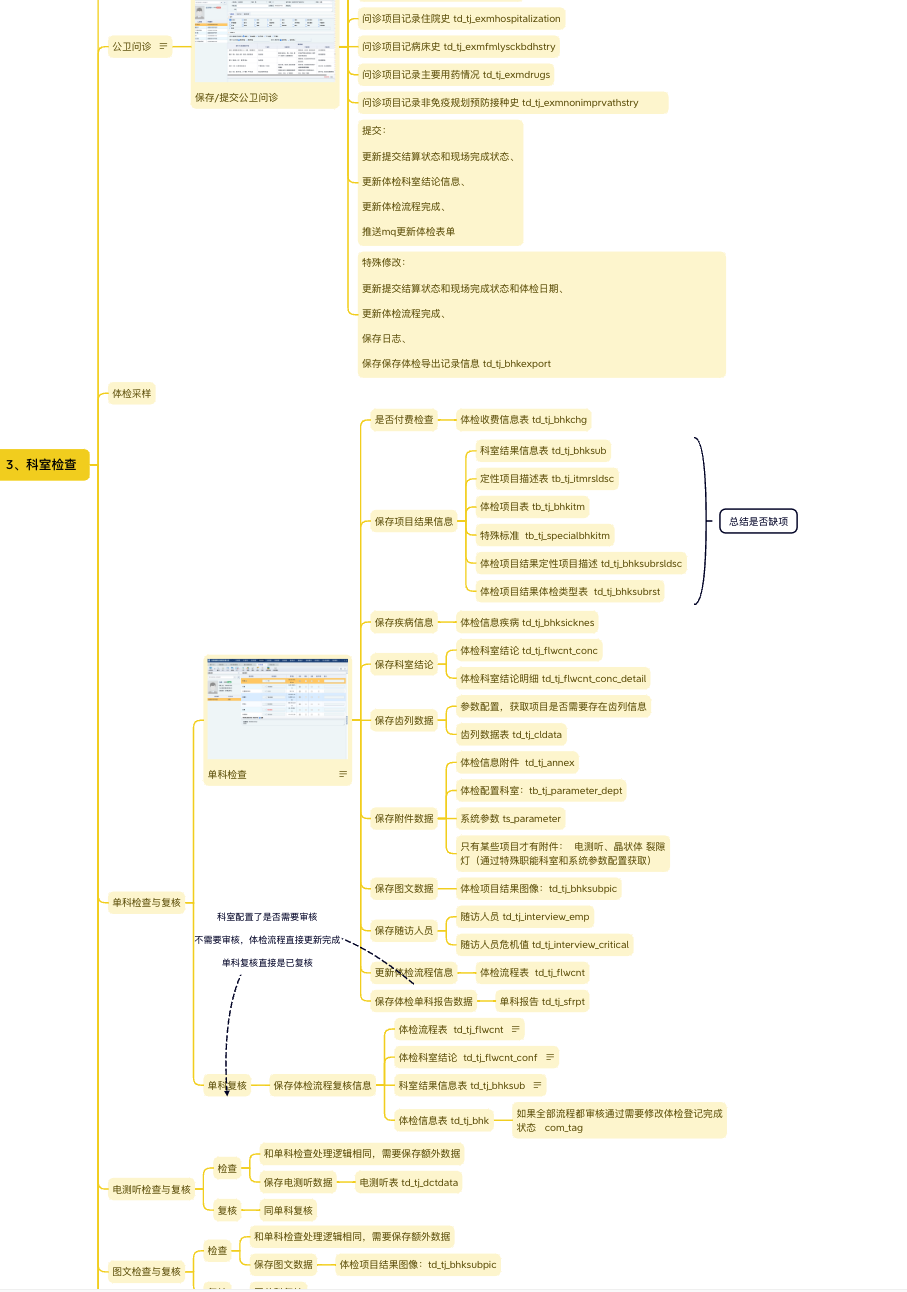 问诊项目记录住院史 td_tj_exmhospitalization
公卫问诊
问诊项目记录病床史 td_tj_exmfmlysckbdhstry
问诊项目记录主要用药情况 td_tj_exmdrugs
保存/提交公卫问诊
问诊项目记录非免疫规划预防接种史 td_tj_exmnonimprvathstry
提交：
更新提交结算状态和现场完成状态、
更新体检科室结论信息、
更新体检流程完成、
推送mq更新体检表单
特殊修改：
更新提交结算状态和现场完成状态和体检日期、
更新体检流程完成、
保存日志、
保存保存体检导出记录信息 td_tj_bhkexport
体检采样
3、科室检查
是否付费检查
体检收费信息表 td_tj_bhkchg
保存项目结果信息
科室结果信息表 td_tj_bhksub
定性项目描述表 tb_tj_itmrsldsc
体检项目表 tb_tj_bhkitm
特殊标准 tb_tj_specialbhkitm
体检项目结果定性项目描述 td_tj_bhksubrsldsc
体检项目结果体检类型表 td_tj_bhksubrst
总结是否缺项
保存疾病信息
体检信息疾病 td_tj_bhksicknes
保存科室结论
体检科室结论 td_tj_flwcnt_conc
体检科室结论明细 td_tj_flwcnt_conc_detail
单科检查
保存齿列数据
参数配置，获取项目是否需要存在齿列信息
齿列数据表 td_tj_cldata
保存附件数据
体检信息附件 td_tj_annex
体检配置科室：tb_tj_parameter_dept
系统参数 ts_parameter
只有某些项目才有附件： 电测听、晶状体 裂隙
灯（通过特殊职能科室和系统参数配置获取）
保存图文数据
体检项目结果图像：td_tj_bhksubpic
单科检查与复核
保存随访人员
随访人员 td_tj_interview_emp
随访人员危机值 td_tj_interview_critical
科室配置了是否需要审核
不需要审核，体检流程直接更新完成
单科复核直接是已复核
更新体检流程信息
体检流程表 td_tj_flwcnt
保存体检单科报告数据
单科报告 td_tj_sfrpt
单科复核
保存体检流程复核信息
体检流程表 td_tj_flwcnt
体检科室结论 td_tj_flwcnt_conf
科室结果信息表 td_tj_bhksub
体检信息表 td_tj_bhk
如果全部流程都审核通过需要修改体检登记完成
状态 com_tag
电测听检查与复核
检查
和单科检查处理逻辑相同，需要保存额外数据
保存电测听数据
电测听表 td_tj_dctdata
复核
同单科复核
图文检查与复核
检查
和单科检查处理逻辑相同，需要保存额外数据
保存图文数据
体检项目结果图像：td_tj_bhksubpic